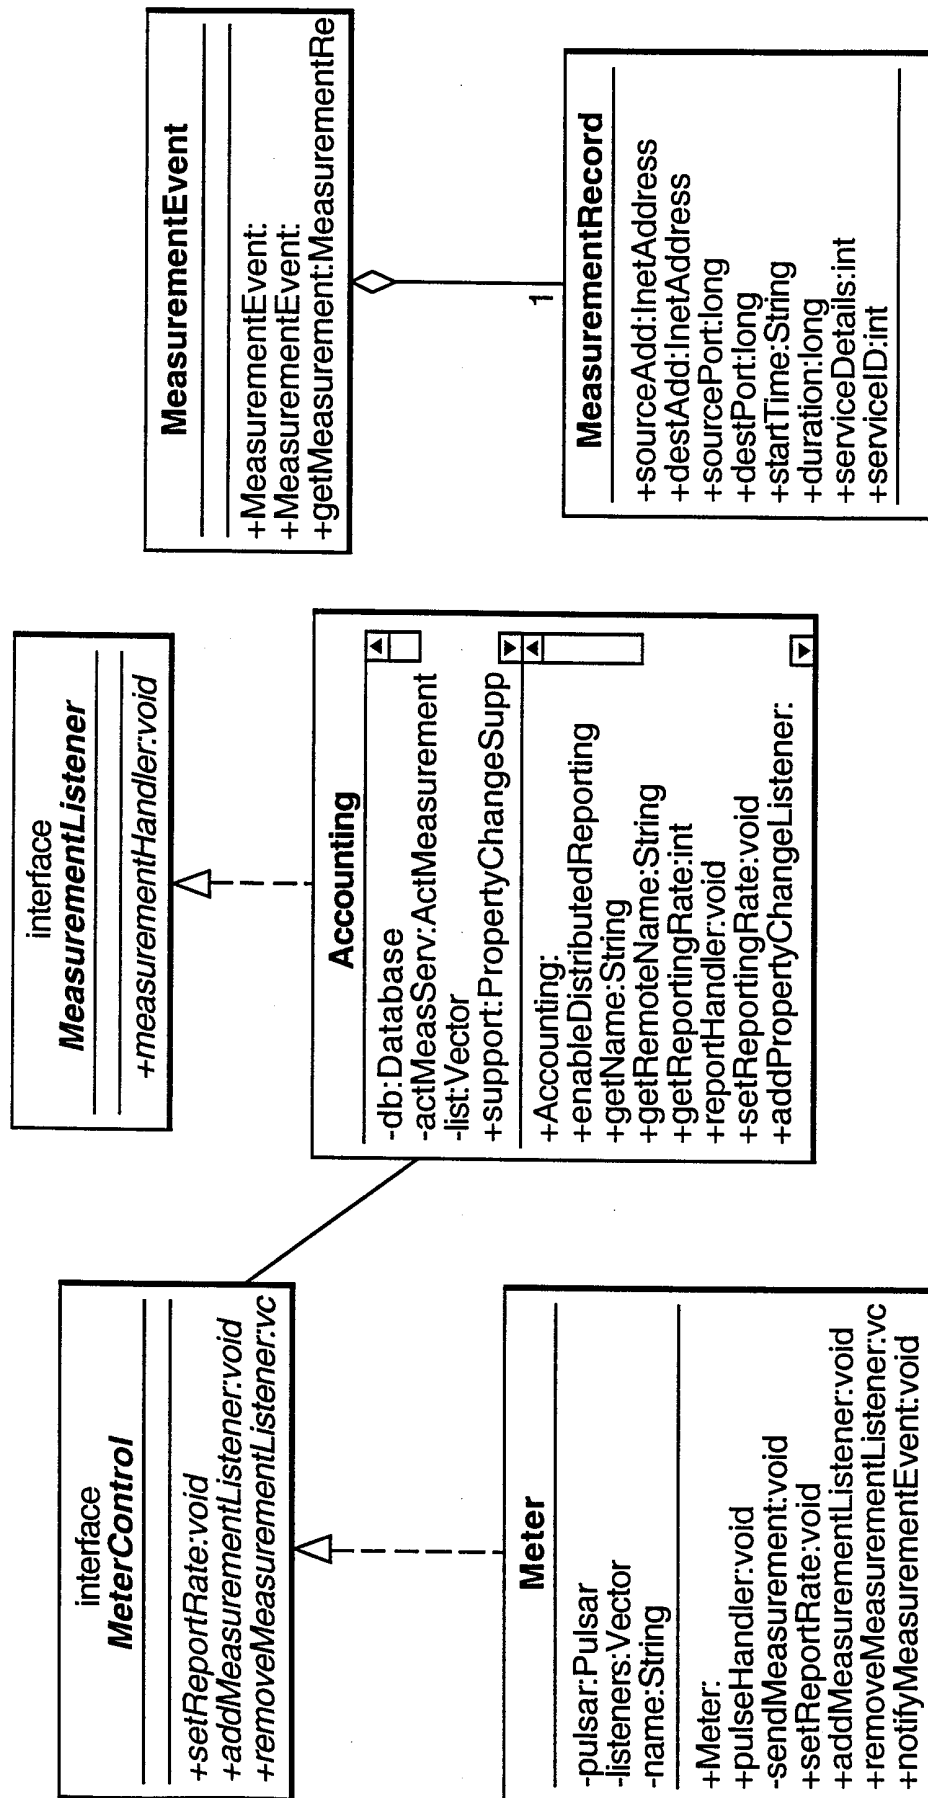 interface
MeterControl
+setReportRate:void
+addMeasurementListener:void
+removeMeasurementListener:vc
Meter
-pulsar:Pulsar
-listeners:Vector
-name:String
+Meter:
+pulseHandler:void
-sendMeasurement:void
+setReportRate:void
+addMeasurementListener:void
+removeMeasurementListener:vc
+notifyMeasurementEvent:void
interface
MeasurementListener
+measurementHandler:void
Accounting
-db:Database
-actMeasServ:ActMeasurement
-list:Vector
+support:PropertyChangeSupp
+Accounting:
+enableDistributedReporting
+getName:String
+getRemoteName:String
+getReportingRate:int
+reportHandler:void
+setReportingRate:void
+addPropertyChangeListener:
MeasurementEvent
+MeasurementEvent:
+MeasurementEvent:
+getMeasurement:MeasurementRe
1
MeasurementRecord
+sourceAdd:InetAddress
+destAdd:InetAddress
+sourcePort:long
+destPort:long
+startTime:String
+duration:long
+serviceDetails:int
+serviceID:int